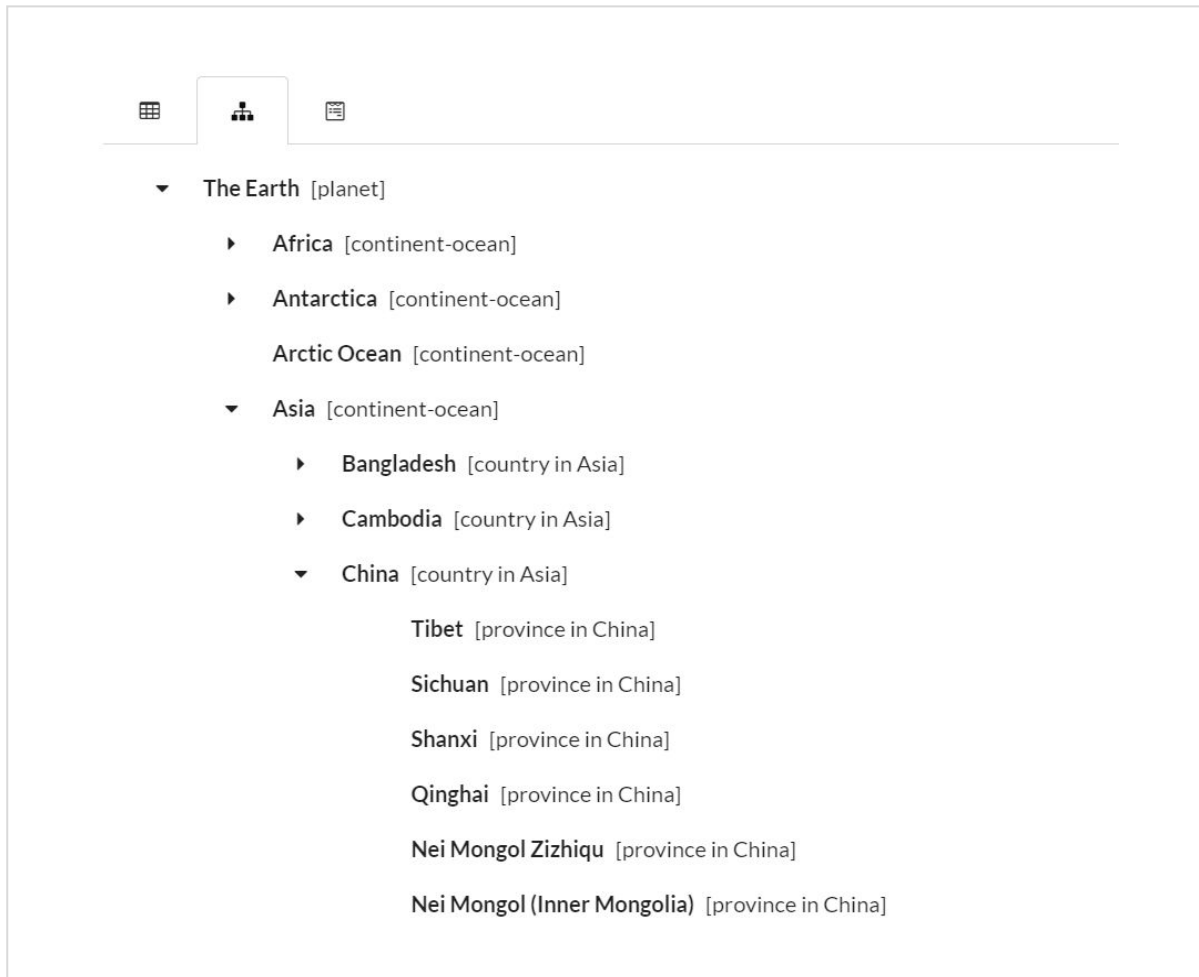 The Earth [planet]
Africa [continent-ocean]
Antarctica [continent-ocean]
Arctic Ocean [continent-ocean]
Asia [continent-ocean]
Bangladesh [country in Asia]
Cambodia [country in Asia]
China [country in Asia]
Tibet [province in China]
Sichuan [province in China]
Shanxi [province in China]
Qinghai [province in China]
Nei Mongol Zizhiqu [province in China]
Nei Mongol (Inner Mongolia) [province in China]